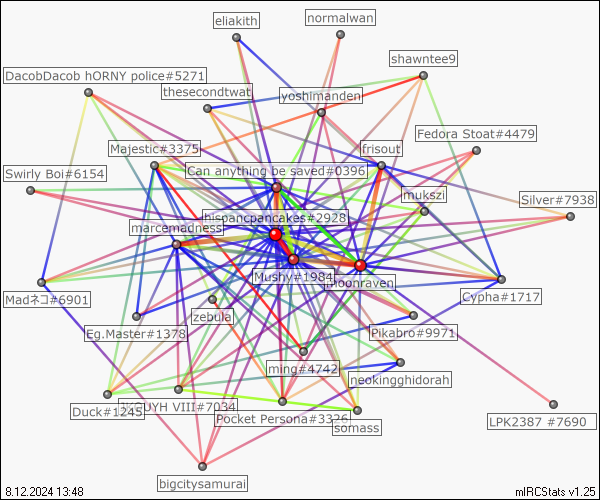 eliakith
normalwan
shawntee9
DacobDacob hORNY police#5271
thesecondtwat
yoshimanden
Fedora Stoat#4479
Majestic#3375
frisout
Swirly Boi#6154
Can anything be saved#0396
mukszi
Silver#7938
hispancpancakes#2928
marcemadness
Mushy#1984
moonraven
Madネコ#6901
Cypha#1717
zebula
Eg.Master#1378
Pikabro#9971
ming#4742
neokingghidorah
Duck#1245
UYH VIII#7034
Pocket Persona#3326
somass
LPK2387 #7690
bigcitysamurai
8.12.2024 13:48
mIRCStats v1.25